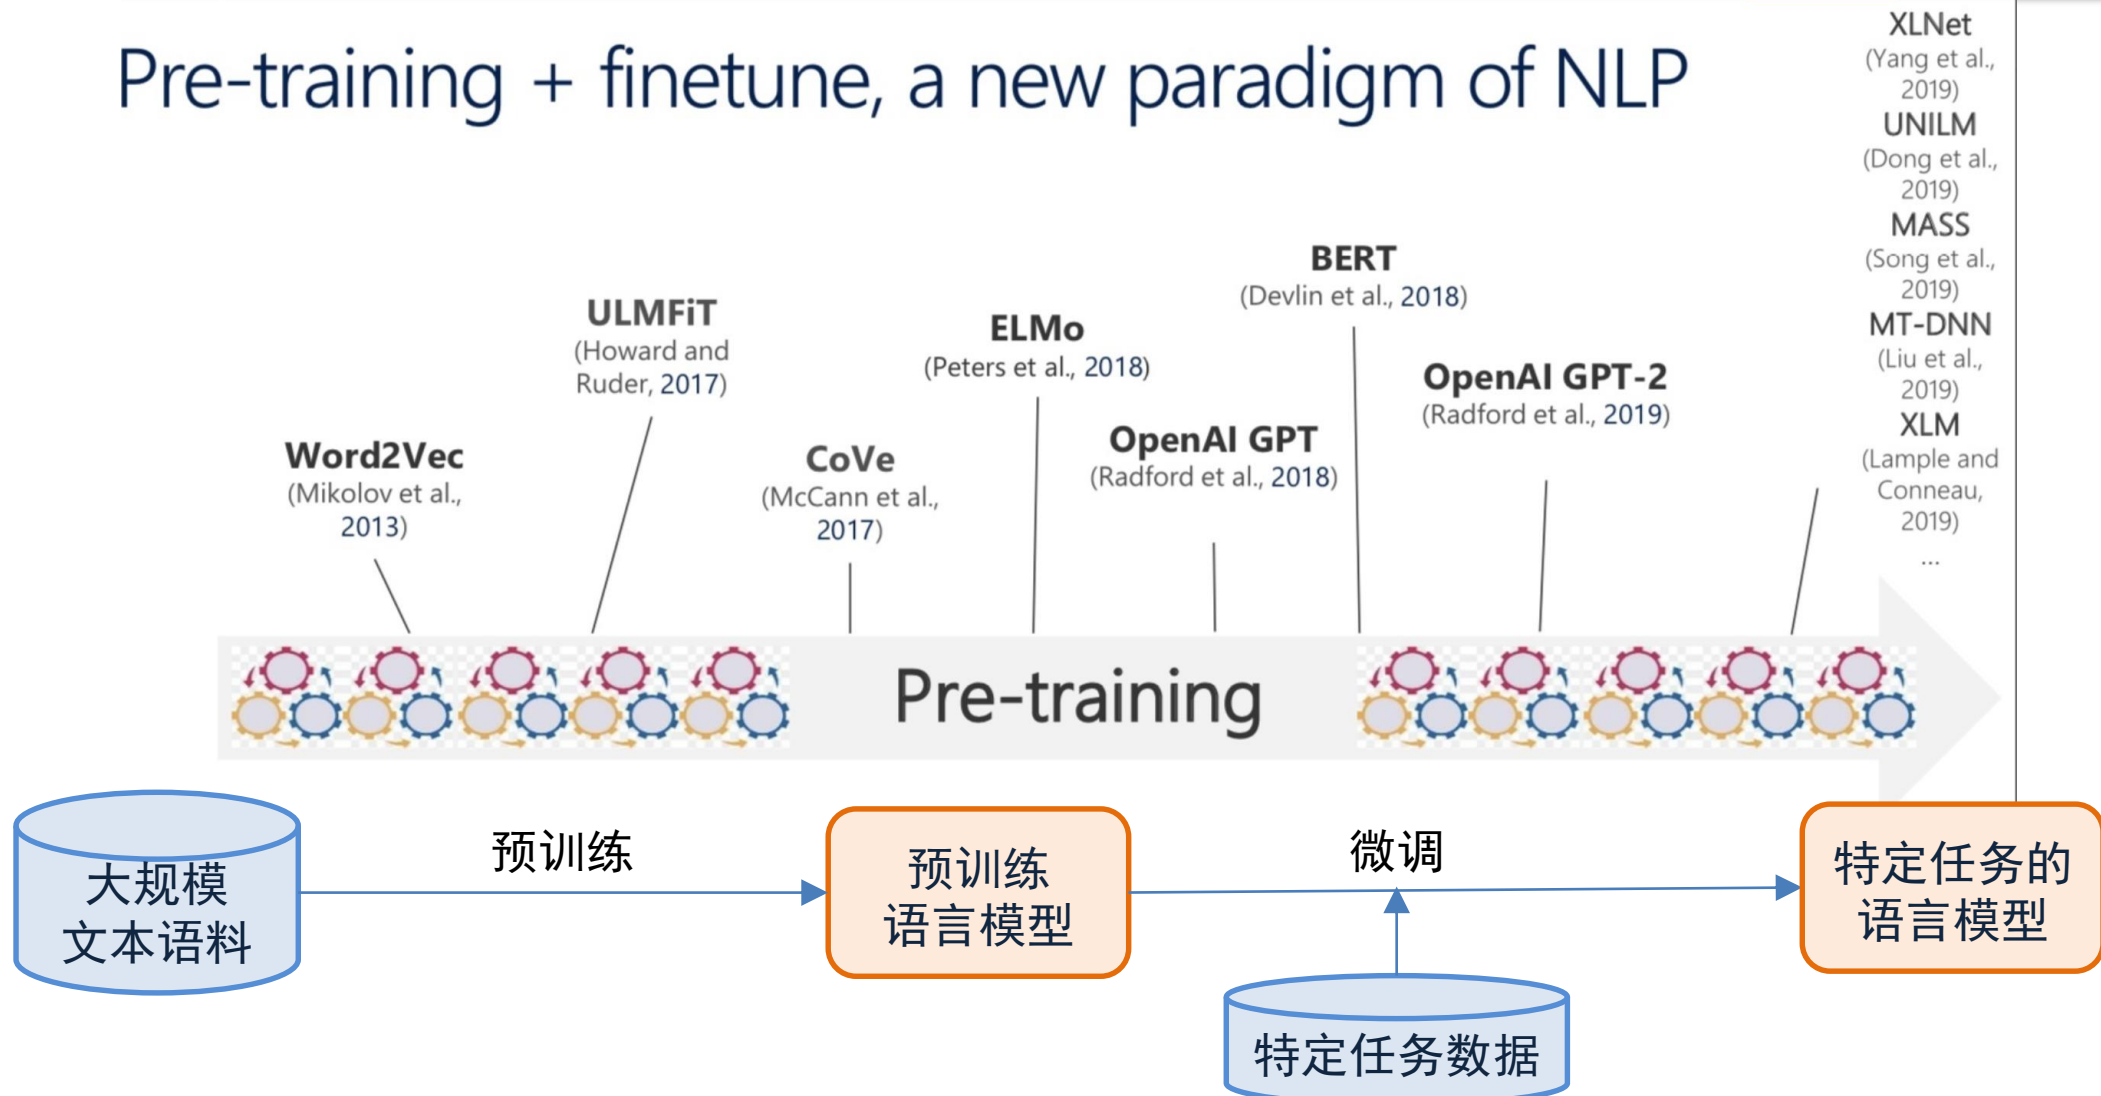 Pre-training + finetune, a new paradigm of NLP
Word2Vec
(Mikolov et al.,
2013)
ULMFiT
(Howard and
Ruder, 2017)
CoVe
(McCann et al.,
2017)
ELMo
(Peters et al., 2018)
OpenAI GPT
(Radford et al., 2018)
BERT
(Devlin et al., 2018)
OpenAI GPT-2
(Radford et al., 2019)
XLNet
(Yang et al.,
2019)
UNILM
(Dong et al.,
2019)
MASS
(Song et al.,
2019)
MT-DNN
(Liu et al.,
2019)
XLM
(Lample and
Conneau,
2019)
...
Pre-training
大规模
文本语料
预训练
预训练
语言模型
微调
特定任务数据
特定任务的
语言模型